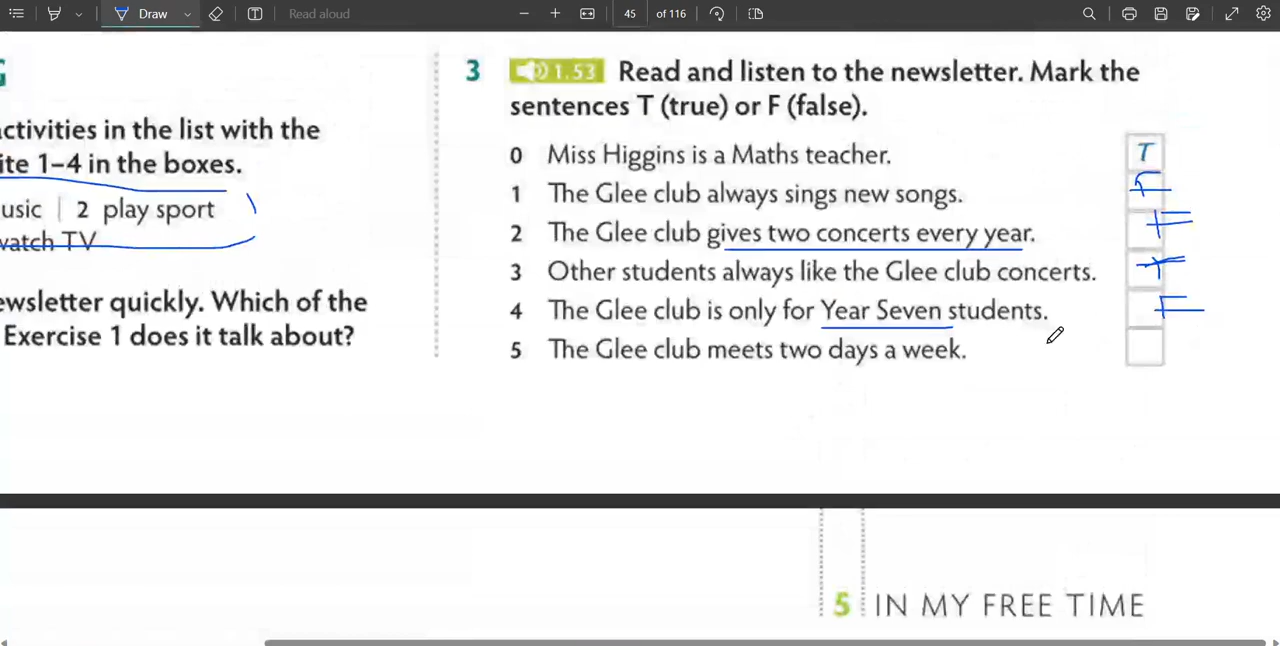 Draw
Read aloud
45 of 116
G
activities in the list with the
ite 1–4 in the boxes.
usic | 2 play sport
watch TV
ewsletter quickly. Which of the
Exercise 1 does it talk about?
3 1.53 Read and listen to the newsletter. Mark the
sentences T (true) or F (false).
0 Miss Higgins is a Maths teacher. T
1 The Glee club always sings new songs. F
2 The Glee club gives two concerts every year. F
3 Other students always like the Glee club concerts. T
4 The Glee club is only for Year Seven students. F
5 The Glee club meets two days a week.
5 IN MY FREE TIME